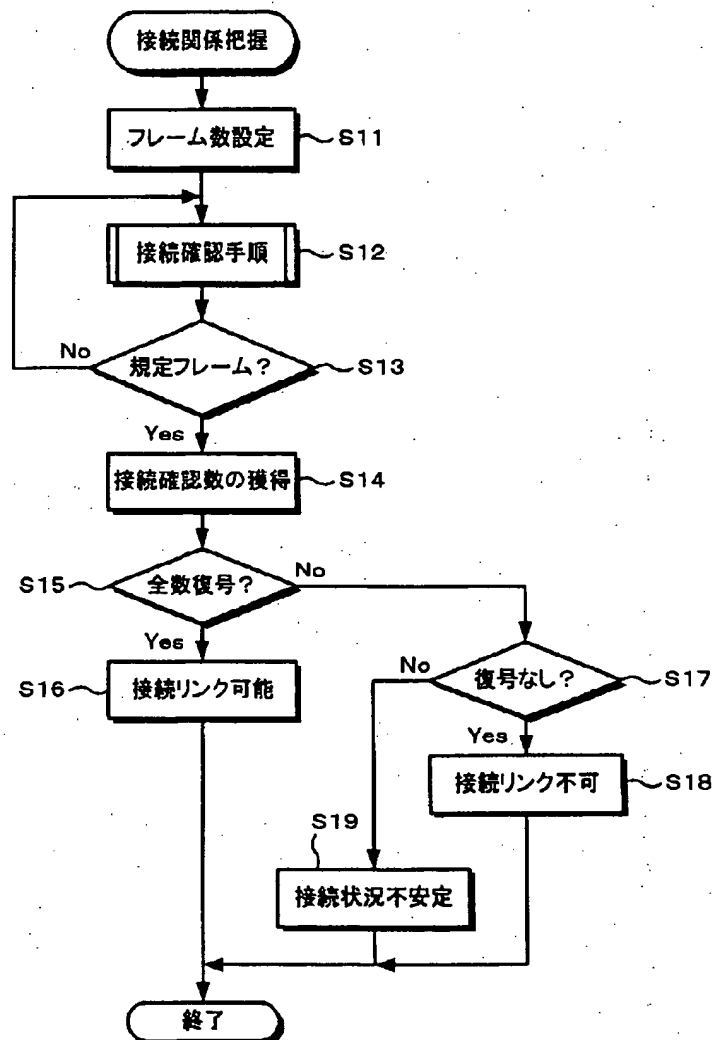 接続関係把握
フレーム数設定
S11
接続確認手順
S12
No
規定フレーム？
S13
Yes
接続確認数の獲得
S14
S15
全数復号？
No
Yes
S16
接続リンク可能
No
復号なし？
S17
Yes
接続リンク不可
S18
S19
接続状況不安定
終了